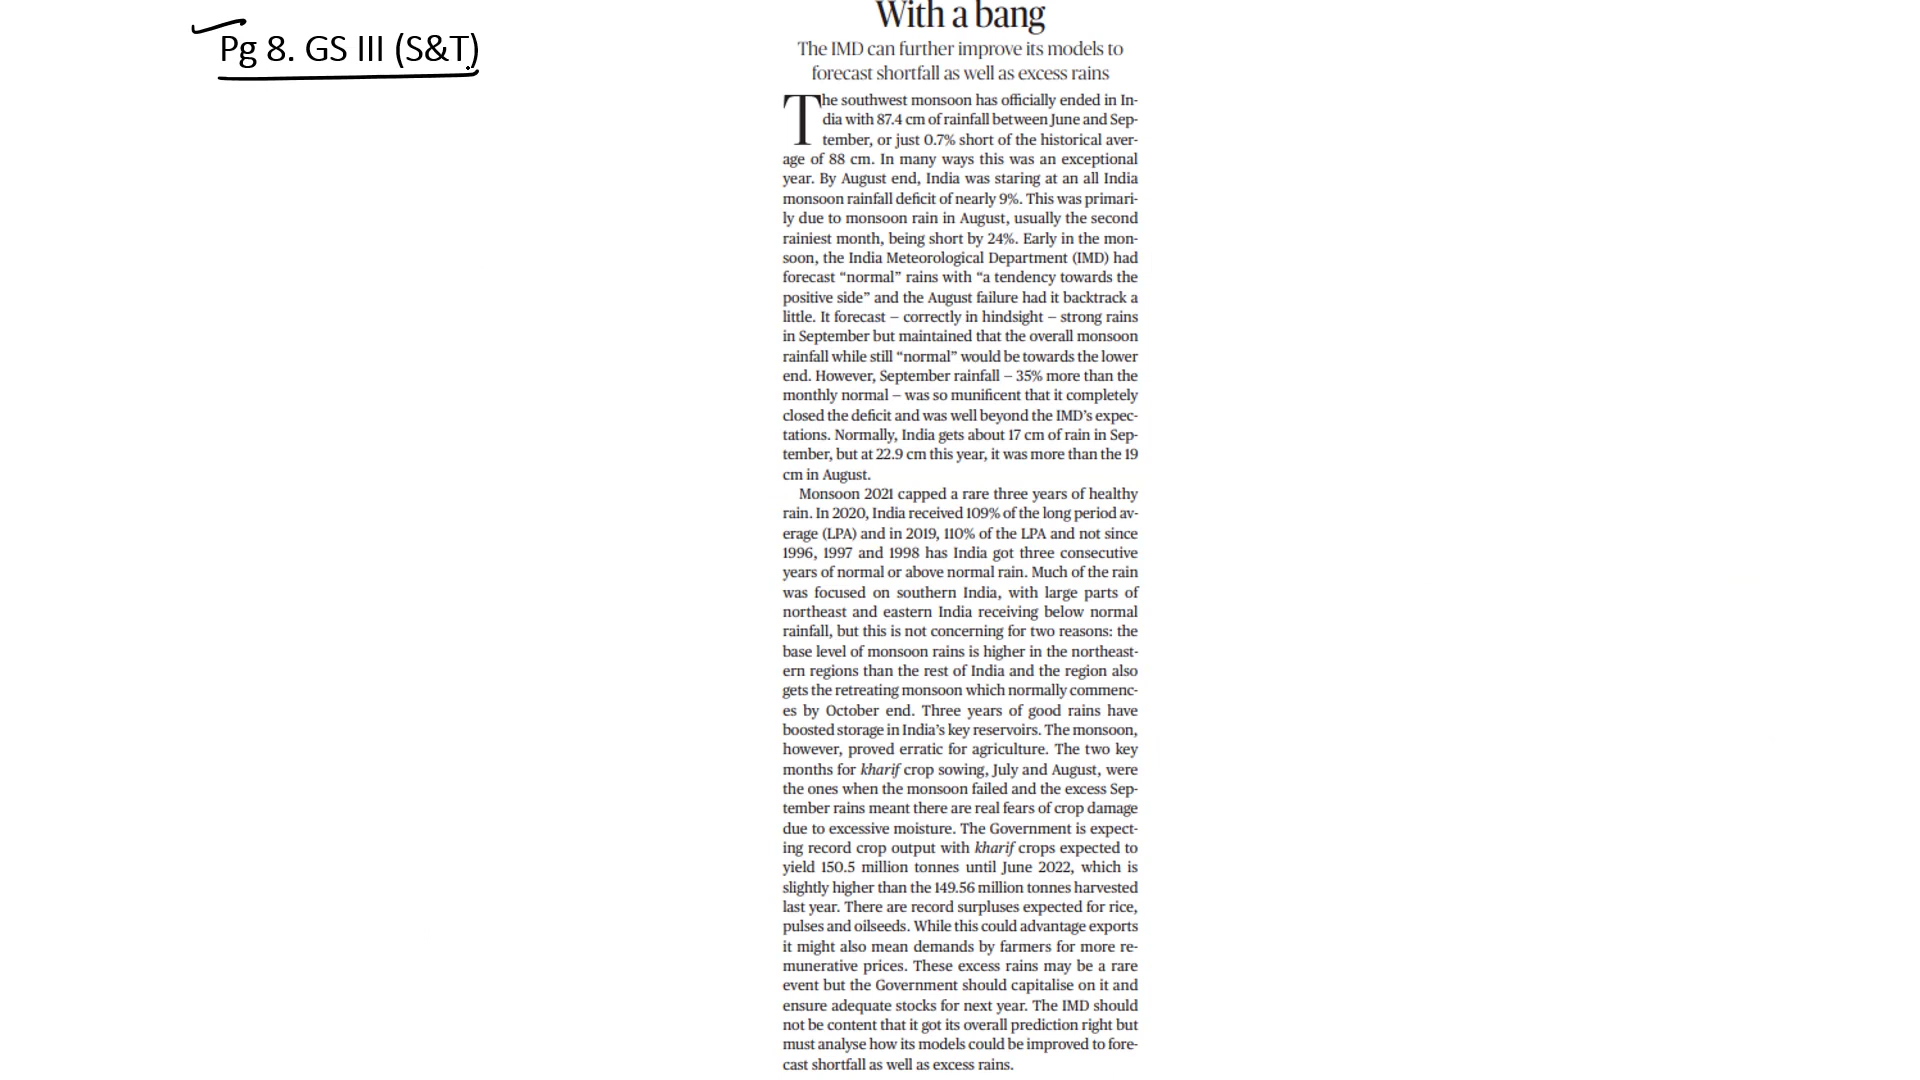 Pg 8. GS III (S&T)
With a bang
The IMD can further improve its models to
forecast shortfall as well as excess rains
The southwest monsoon has officially ended in In-
dia with 87.4 cm of rainfall between June and Sep-
tember, or just 0.7% short of the historical aver-
age of 88 cm. In many ways this was an exceptional
year. By August end, India was staring at an all India
monsoon rainfall deficit of nearly 9%. This was primari-
ly due to monsoon rain in August, usually the second
rainiest month, being short by 24%. Early in the mon-
soon, the India Meteorological Department (IMD) had
forecast “normal” rains with “a tendency towards the
positive side” and the August failure had it backtrack a
little. It forecast – correctly in hindsight – strong rains
in September but maintained that the overall monsoon
rainfall while still “normal” would be towards the lower
end. However, September rainfall – 35% more than the
monthly normal – was so munificent that it completely
closed the deficit and was well beyond the IMD’s expec-
tations. Normally, India gets about 17 cm of rain in Sep-
tember, but at 22.9 cm this year, it was more than the 19
cm in August.
Monsoon 2021 capped a rare three years of healthy
rain. In 2020, India received 109% of the long period av-
erage (LPA) and in 2019, 110% of the LPA and not since
1996, 1997 and 1998 has India got three consecutive
years of normal or above normal rain. Much of the rain
was focused on southern India, with large parts of
northeast and eastern India receiving below normal
rainfall, but this is not concerning for two reasons: the
base level of monsoon rains is higher in the northeast-
ern regions than the rest of India and the region also
gets the retreating monsoon which normally commenc-
es by October end. Three years of good rains have
boosted storage in India’s key reservoirs. The monsoon,
however, proved erratic for agriculture. The two key
months for kharif crop sowing, July and August, were
the ones when the monsoon failed and the excess Sep-
tember rains meant there are real fears of crop damage
due to excessive moisture. The Government is expect-
ing record crop output with kharif crops expected to
yield 150.5 million tonnes until June 2022, which is
slightly higher than the 149.56 million tonnes harvested
last year. There are record surpluses expected for rice,
pulses and oilseeds. While this could advantage exports
it might also mean demands by farmers for more re-
munerative prices. These excess rains may be a rare
event but the Government should capitalise on it and
ensure adequate stocks for next year. The IMD should
not be content that it got its overall prediction right but
must analyse how its models could be improved to fore-
cast shortfall as well as excess rains.